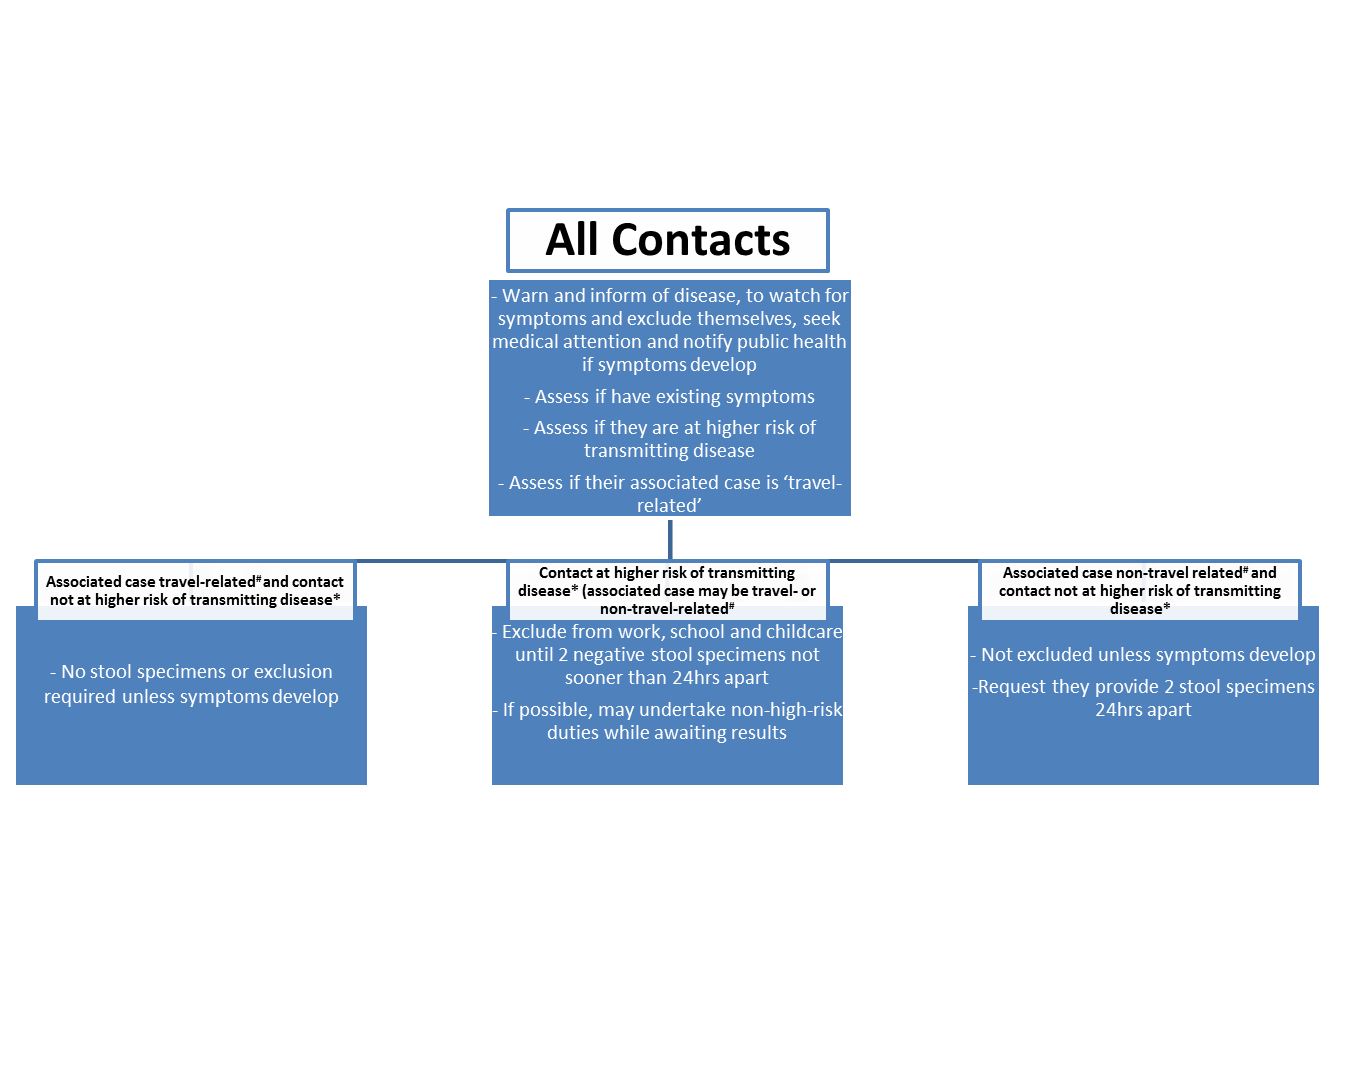 All Contacts
- Warn and inform of disease, to watch for
symptoms and exclude themselves, seek
medical attention and notify public health
if symptoms develop
- Assess if have existing symptoms
- Assess if they are at higher risk of
transmitting disease
- Assess if their associated case is ‘travel-
related’
Associated case travel-related# and contact
not at higher risk of transmitting disease*
- No stool specimens or exclusion
required unless symptoms develop
Contact at higher risk of transmitting
disease* (associated case may be travel- or
non-travel-related#
- Exclude from work, school and childcare
until 2 negative stool specimens not
sooner than 24hrs apart
- If possible, may undertake non-high-risk
duties while awaiting results
Associated case non-travel related# and
contact not at higher risk of transmitting
disease*
- Not excluded unless symptoms develop
-Request they provide 2 stool specimens
24hrs apart